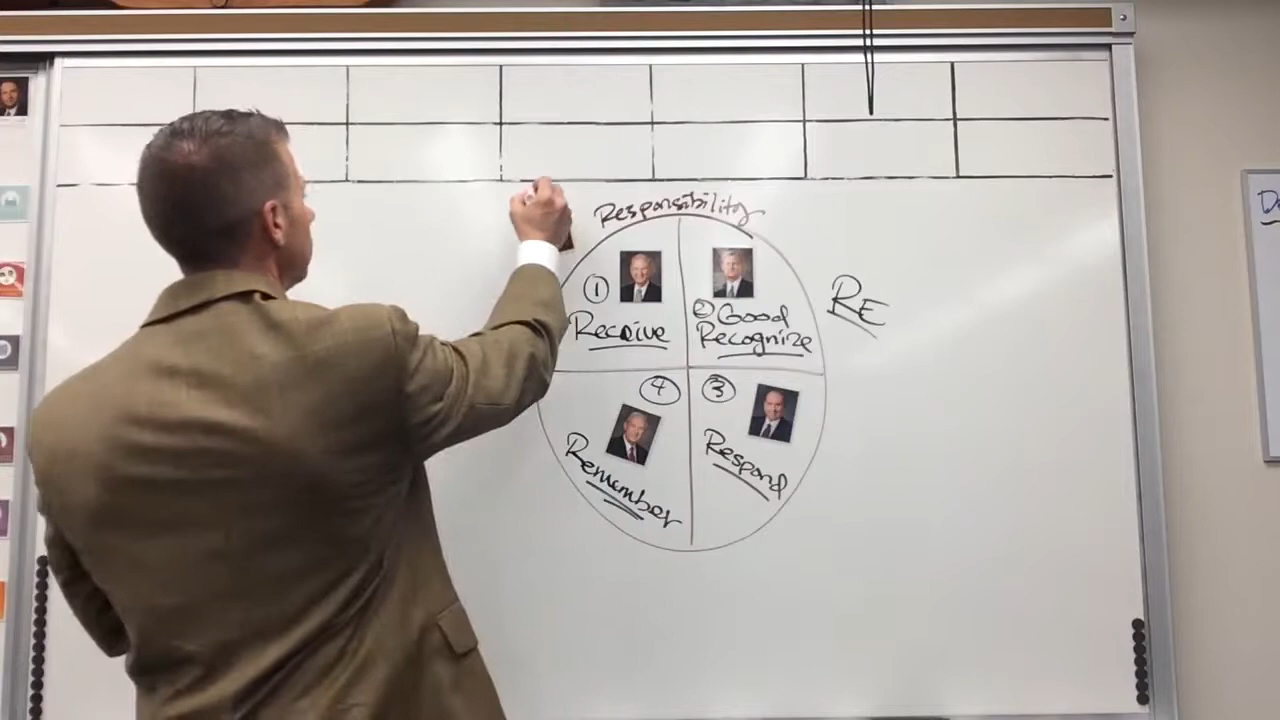 Responsibility
①
Receive
② Good
Recognize
RE
④
③
Remember
Respond